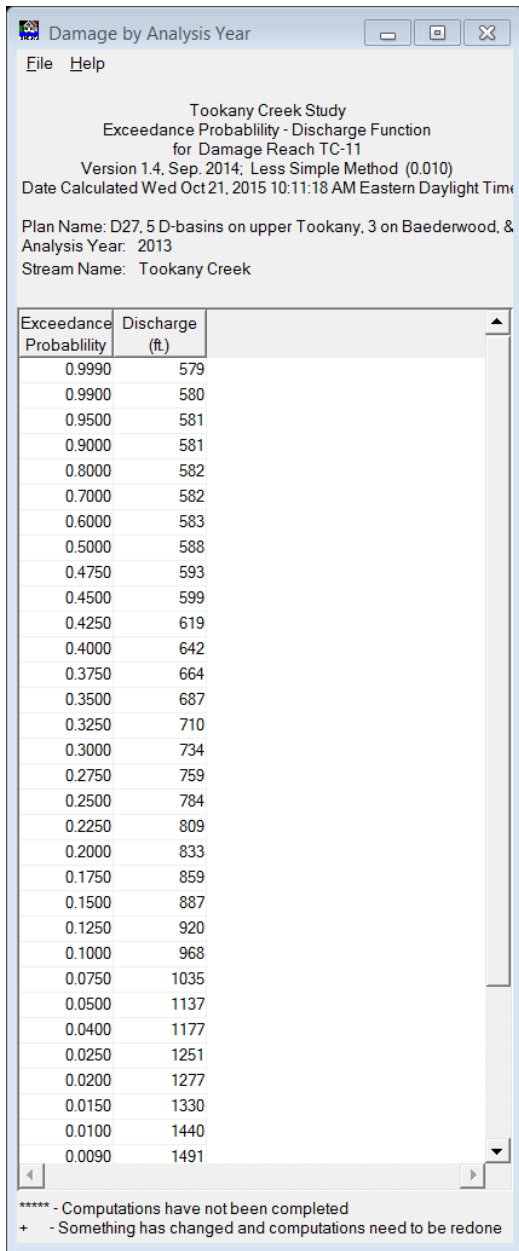 Damage by Analysis Year
File Help
Tookany Creek Study
Exceedance Probablility - Discharge Function
for Damage Reach TC-11
Version 1.4, Sep. 2014; Less Simple Method (0.010)
Date Calculated Wed Oct 21, 2015 10:11:18 AM Eastern Daylight Time
Plan Name: D27, 5 D-basins on upper Tookany, 3 on Baederwood, &
Analysis Year: 2013
Stream Name: Tookany Creek
Exceedance Discharge
Probablility (ft.)
0.9990 579
0.9900 580
0.9500 581
0.9000 581
0.8000 582
0.7000 582
0.6000 583
0.5000 588
0.4750 593
0.4500 599
0.4250 619
0.4000 642
0.3750 664
0.3500 687
0.3250 710
0.3000 734
0.2750 759
0.2500 784
0.2250 809
0.2000 833
0.1750 859
0.1500 887
0.1250 920
0.1000 968
0.0750 1035
0.0500 1137
0.0400 1177
0.0250 1251
0.0200 1277
0.0150 1330
0.0100 1440
0.0090 1491
***** - Computations have not been completed
+ - Something has changed and computations need to be redone